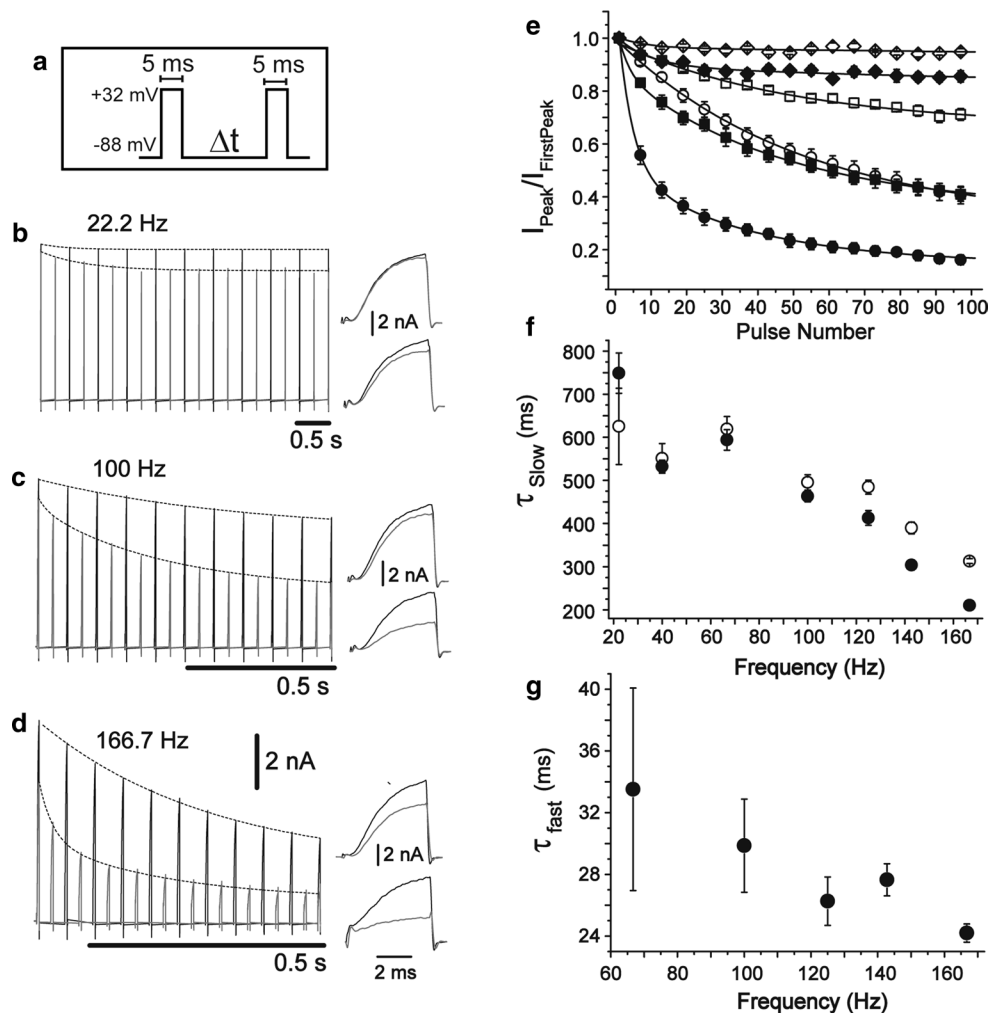 a
5 ms 5 ms
+32 mV
-88 mV
Δt
b
22.2 Hz
2 nA
0.5 s
c
100 Hz
2 nA
0.5 s
d
166.7 Hz
2 nA
2 nA
0.5 s
2 ms
e
I Peak/I FirstPeak
1.0
0.8
0.6
0.4
0.2
0 10 20 30 40 50 60 70 80 90 100
Pulse Number
f
τ Slow (ms)
800
700
600
500
400
300
200
20 40 60 80 100 120 140 160
Frequency (Hz)
g
τ fast (ms)
40
36
32
28
24
60 80 100 120 140 160
Frequency (Hz)